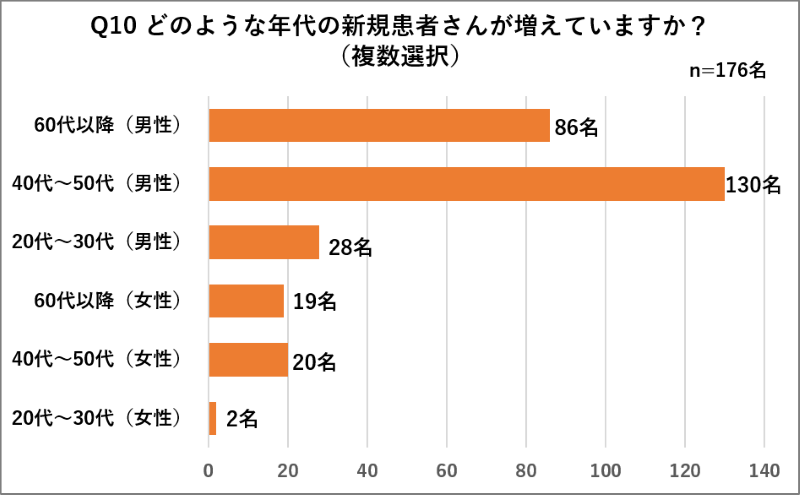 Q10 どのような年代の新規患者さんが増えていますか？
（複数選択）
n=176名
60代以降（男性） 86名
40代～50代（男性） 130名
20代～30代（男性） 28名
60代以降（女性） 19名
40代～50代（女性） 20名
20代～30代（女性） 2名
0 20 40 60 80 100 120 140